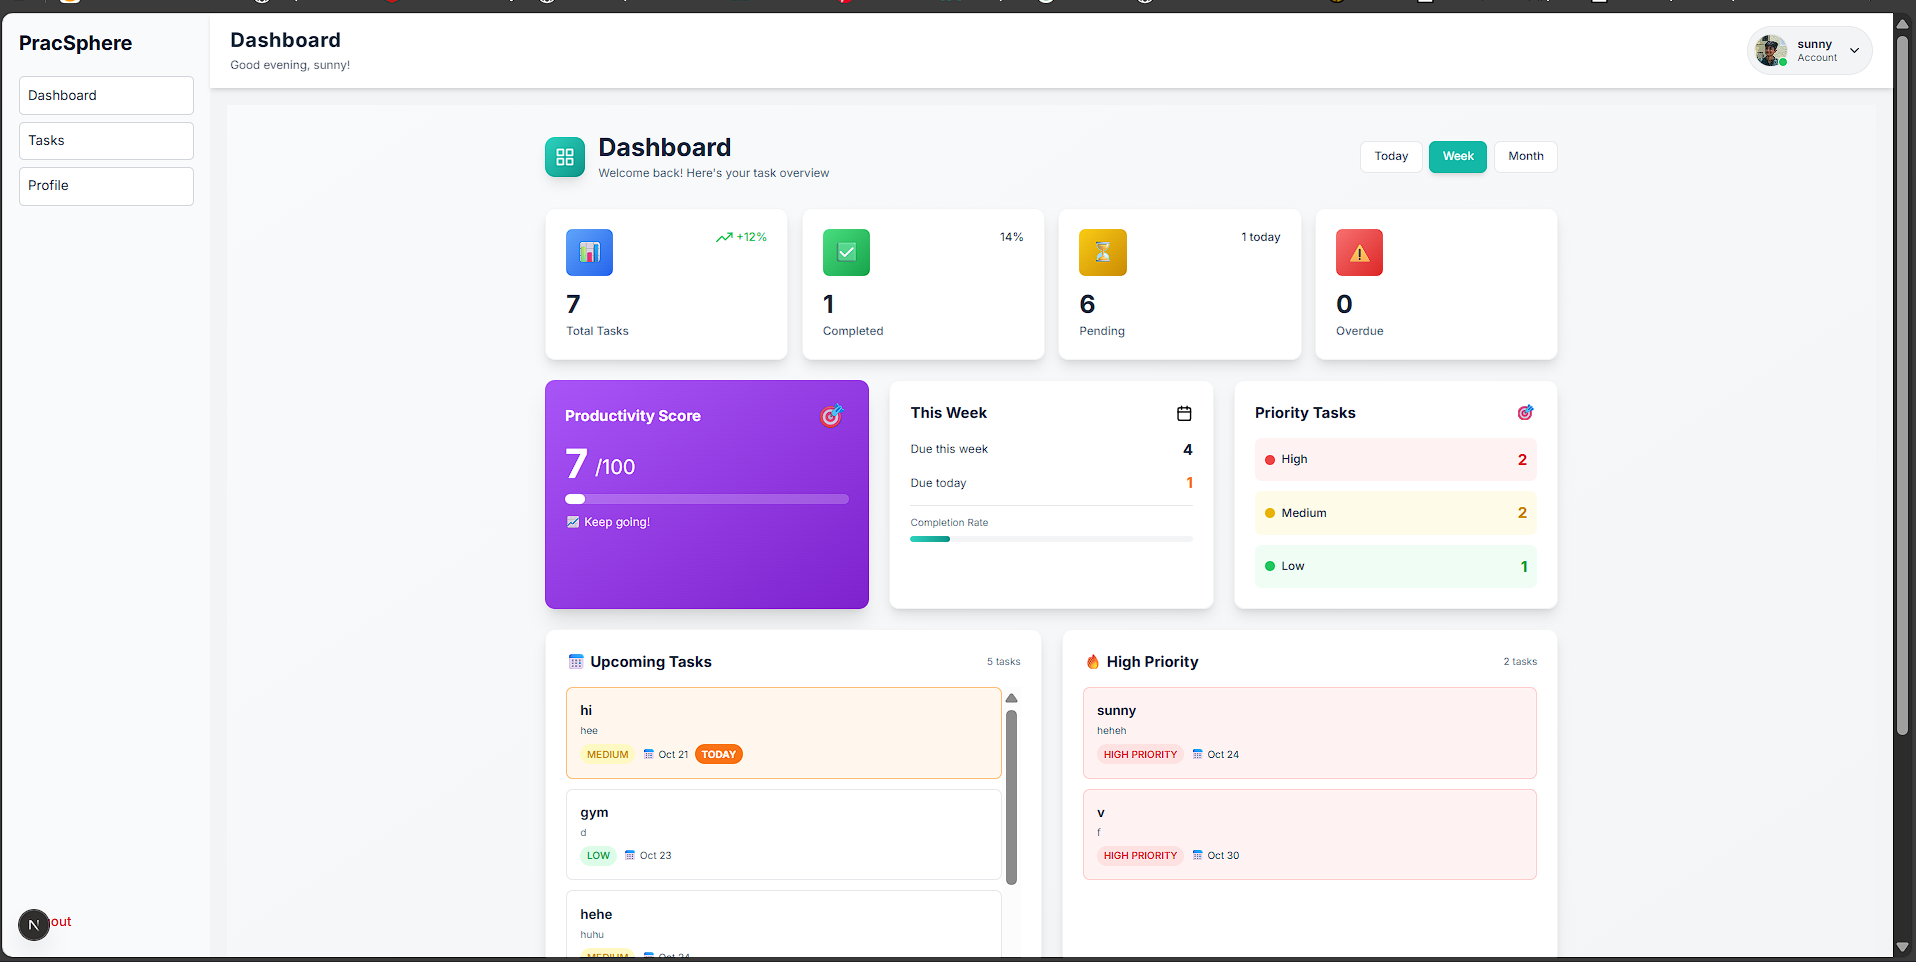 PracSphere
Dashboard
Tasks
Profile
out
N
Dashboard
Good evening, sunny!
sunny
Account
Dashboard
Welcome back! Here's your task overview
Today
Week
Month
+12%
7
Total Tasks
14%
1
Completed
1 today
6
Pending
0
Overdue
Productivity Score
7 /100
Keep going!
This Week
Due this week 4
Due today 1
Completion Rate
Priority Tasks
High 2
Medium 2
Low 1
Upcoming Tasks 5 tasks
hi
hee
MEDIUM Oct 21 TODAY
gym
d
LOW Oct 23
hehe
huhu
MEDIUM Oct 24
High Priority 2 tasks
sunny
heheh
HIGH PRIORITY Oct 24
v
f
HIGH PRIORITY Oct 30